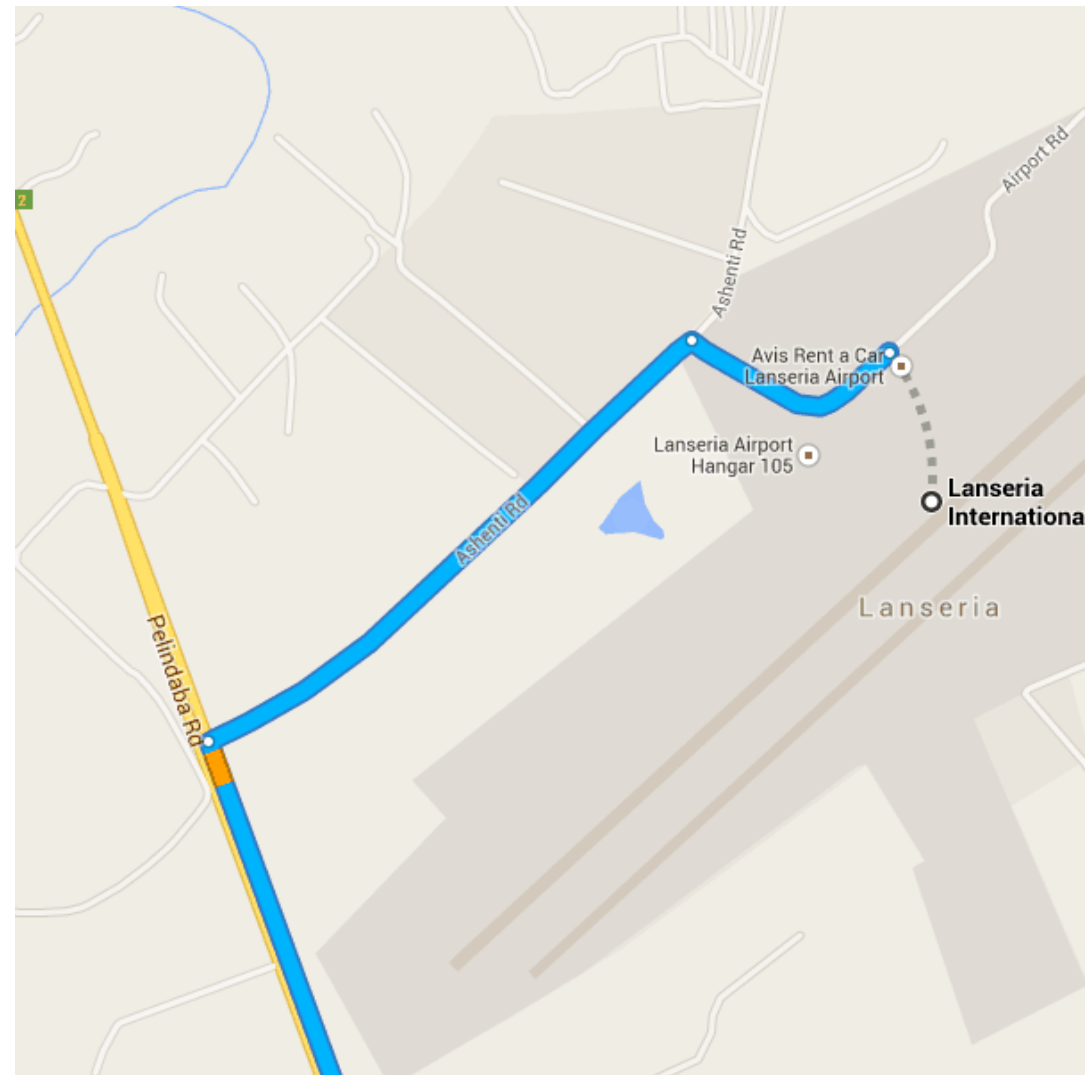 2
Airport Rd
Ashenti Rd
Avis Rent a Car
Lanseria Airport
Lanseria Airport
Hangar 105
Lanseria
Internationa
Ashenti Rd
Lanseria
Pelindaba Rd